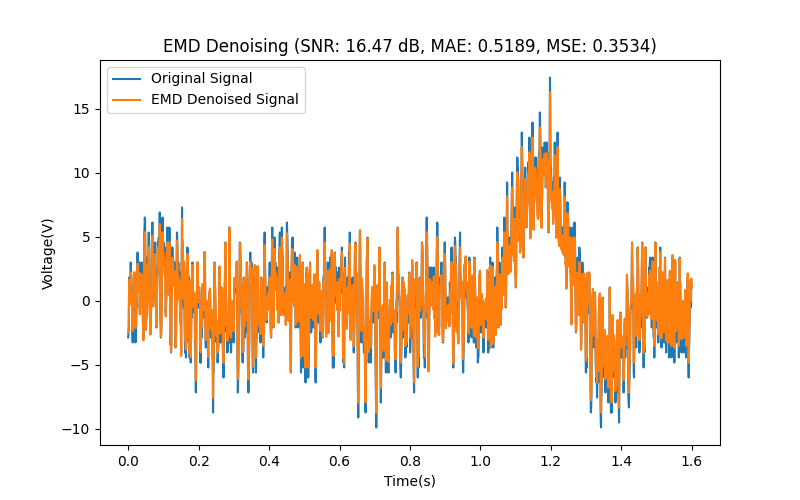 EMD Denoising (SNR: 16.47 dB, MAE: 0.5189, MSE: 0.3534)
Original Signal
EMD Denoised Signal
Voltage(V)
15
10
5
0
−5
−10
0.0 0.2 0.4 0.6 0.8 1.0 1.2 1.4 1.6
Time(s)